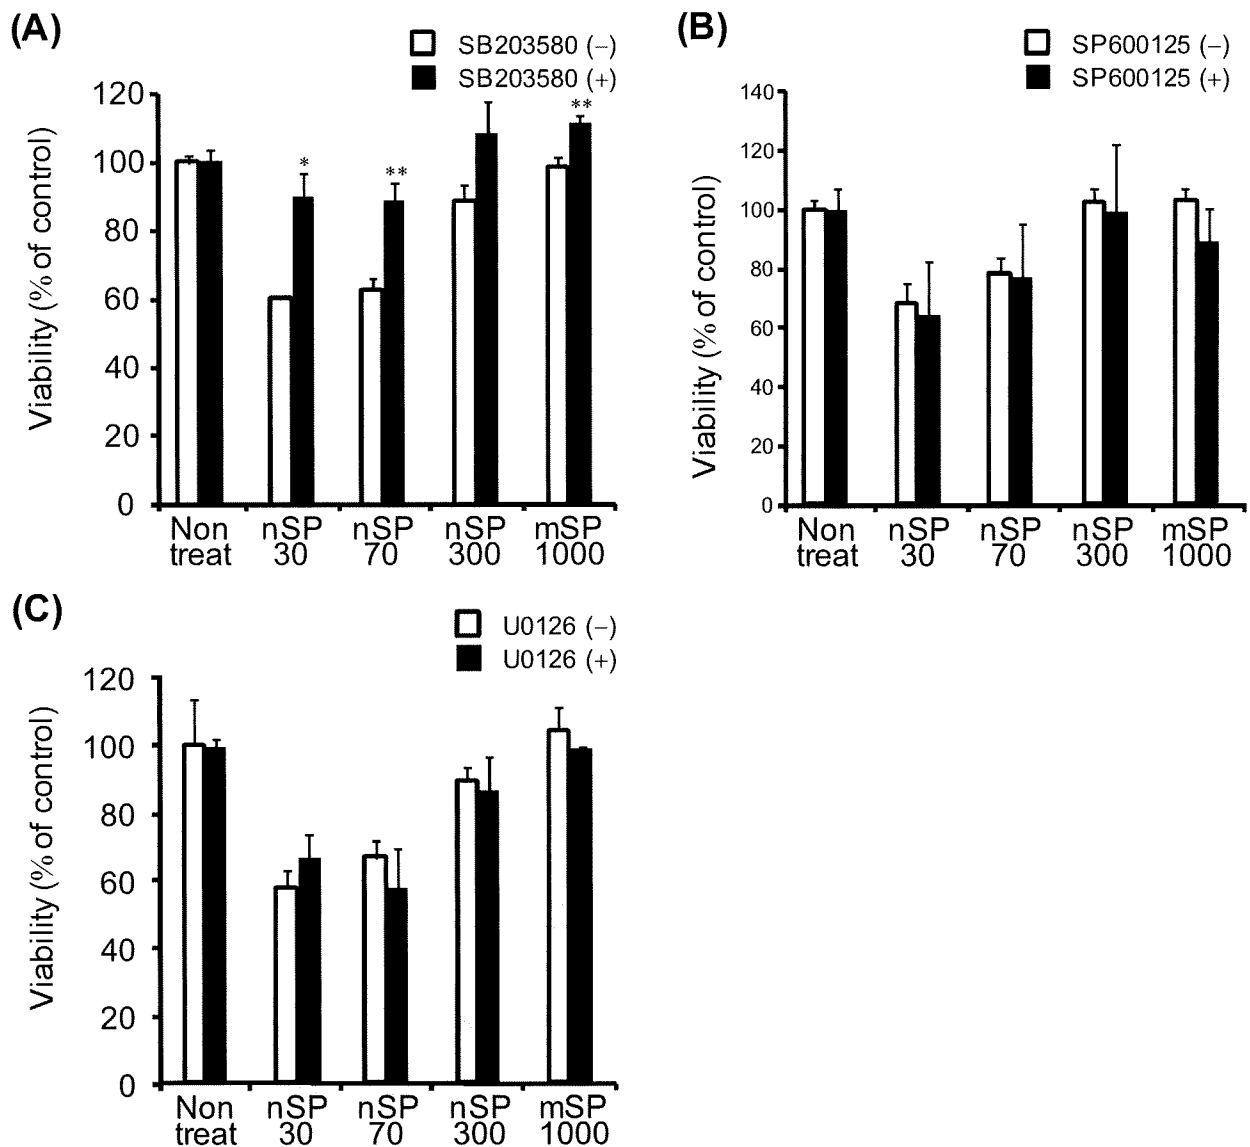 (A)
SB203580 (−)
SB203580 (+)
Viability (% of control)
120
100
80
60
40
20
0
*
**
**
Non treat
nSP 30
nSP 70
nSP 300
mSP 1000
(B)
SP600125 (−)
SP600125 (+)
Viability (% of control)
140
120
100
80
60
40
20
0
Non treat
nSP 30
nSP 70
nSP 300
mSP 1000
(C)
U0126 (−)
U0126 (+)
Viability (% of control)
120
100
80
60
40
20
0
Non treat
nSP 30
nSP 70
nSP 300
mSP 1000